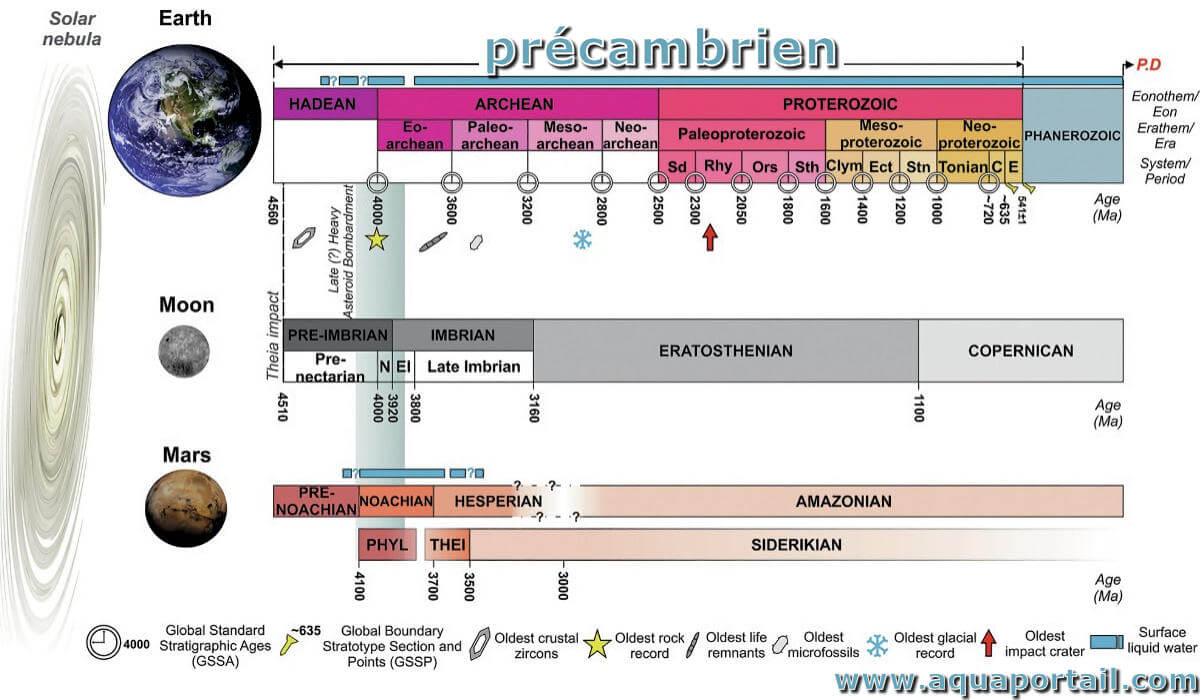 Solar
nebula
Earth
précambrien
P.D
? ?
HADEAN ARCHEAN PROTEROZOIC PHANEROZOIC
Eonothem/
Eon
Erathem/
Era
System/
Period
Eo-
archean
Paleo-
archean
Meso-
archean
Neo-
archean
Paleoproterozoic
Meso-
proterozoic
Neo-
proterozoic
Sd Rhy Ors Sth Clym Ect Stn Tonian C E
4560 4000 3600 3200 2800 2500 2300 2050 1800 1600 1400 1200 1000 ~720 ~635 541±1
Age
(Ma)
Late (?) Heavy
Asteroid Bombardment
Theia impact
Moon
PRE-IMBRIAN IMBRIAN ERATOSTHENIAN COPERNICAN
Pre-
nectarian
N EI Late Imbrian
4510 4000 3920 3800 3160 1100
Age
(Ma)
Mars
? ?
? ?
PRE-
NOACHIAN
NOACHIAN HESPERIAN AMAZONIAN
? ?
PHYL THEI SIDERIKIAN
4100 3700 3500 3000
Age
(Ma)
4000
Global Standard
Stratigraphic Ages
(GSSA)
~635
Global Boundary
Stratotype Section and
Points (GSSP)
Oldest crustal
zircons
Oldest rock
record
Oldest life
remnants
Oldest
microfossils
Oldest glacial
record
Oldest
impact crater
Surface
liquid water
www.aquaportail.com